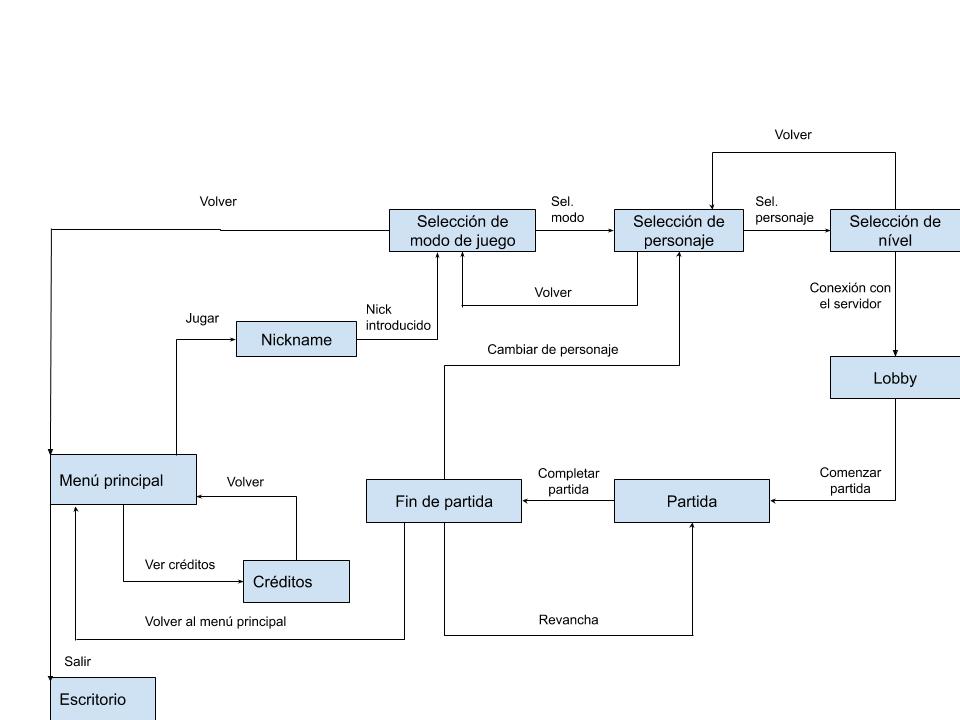 Volver
Volver
Sel.
modo
Sel.
personaje
Selección de
modo de juego
Selección de
personaje
Selección de
nível
Volver
Conexión con
el servidor
Jugar
Nick
introducido
Nickname
Cambiar de personaje
Lobby
Menú principal
Volver
Fin de partida
Completar
partida
Partida
Comenzar
partida
Ver créditos
Créditos
Volver al menú principal
Revancha
Salir
Escritorio